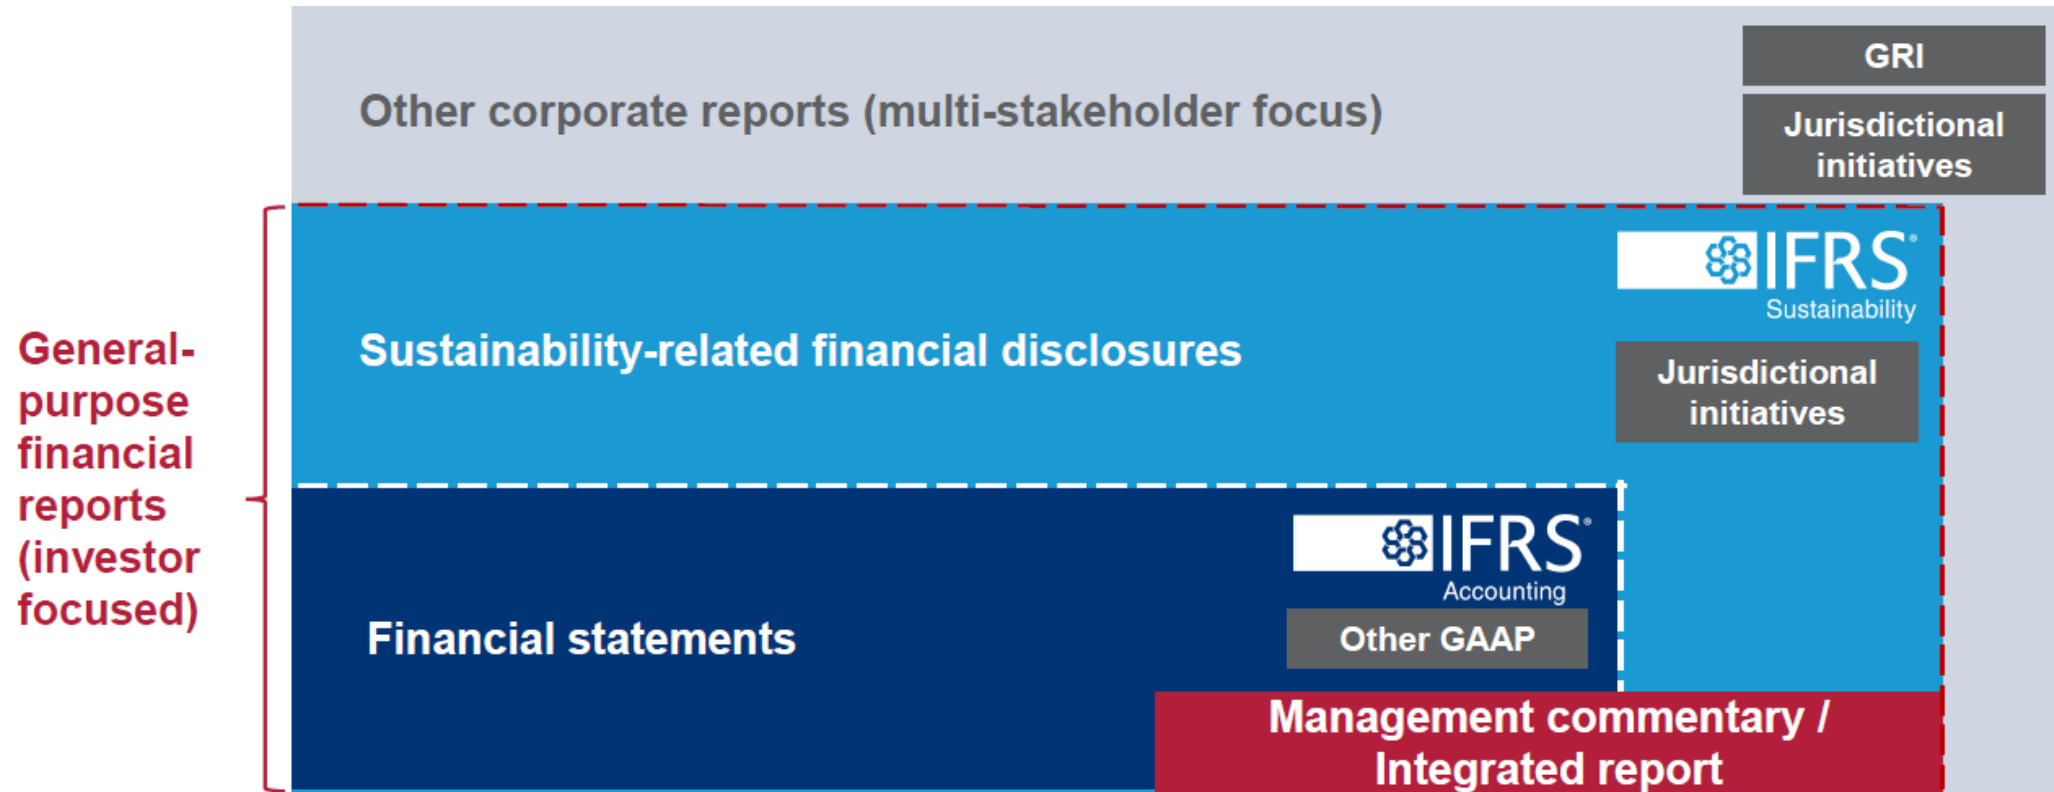 GRI
Other corporate reports (multi-stakeholder focus)
Jurisdictional
initiatives
IFRS®
Sustainability
General-
purpose
financial
reports
(investor
focused)
Sustainability-related financial disclosures
Jurisdictional
initiatives
IFRS®
Accounting
Financial statements
Other GAAP
Management commentary /
Integrated report